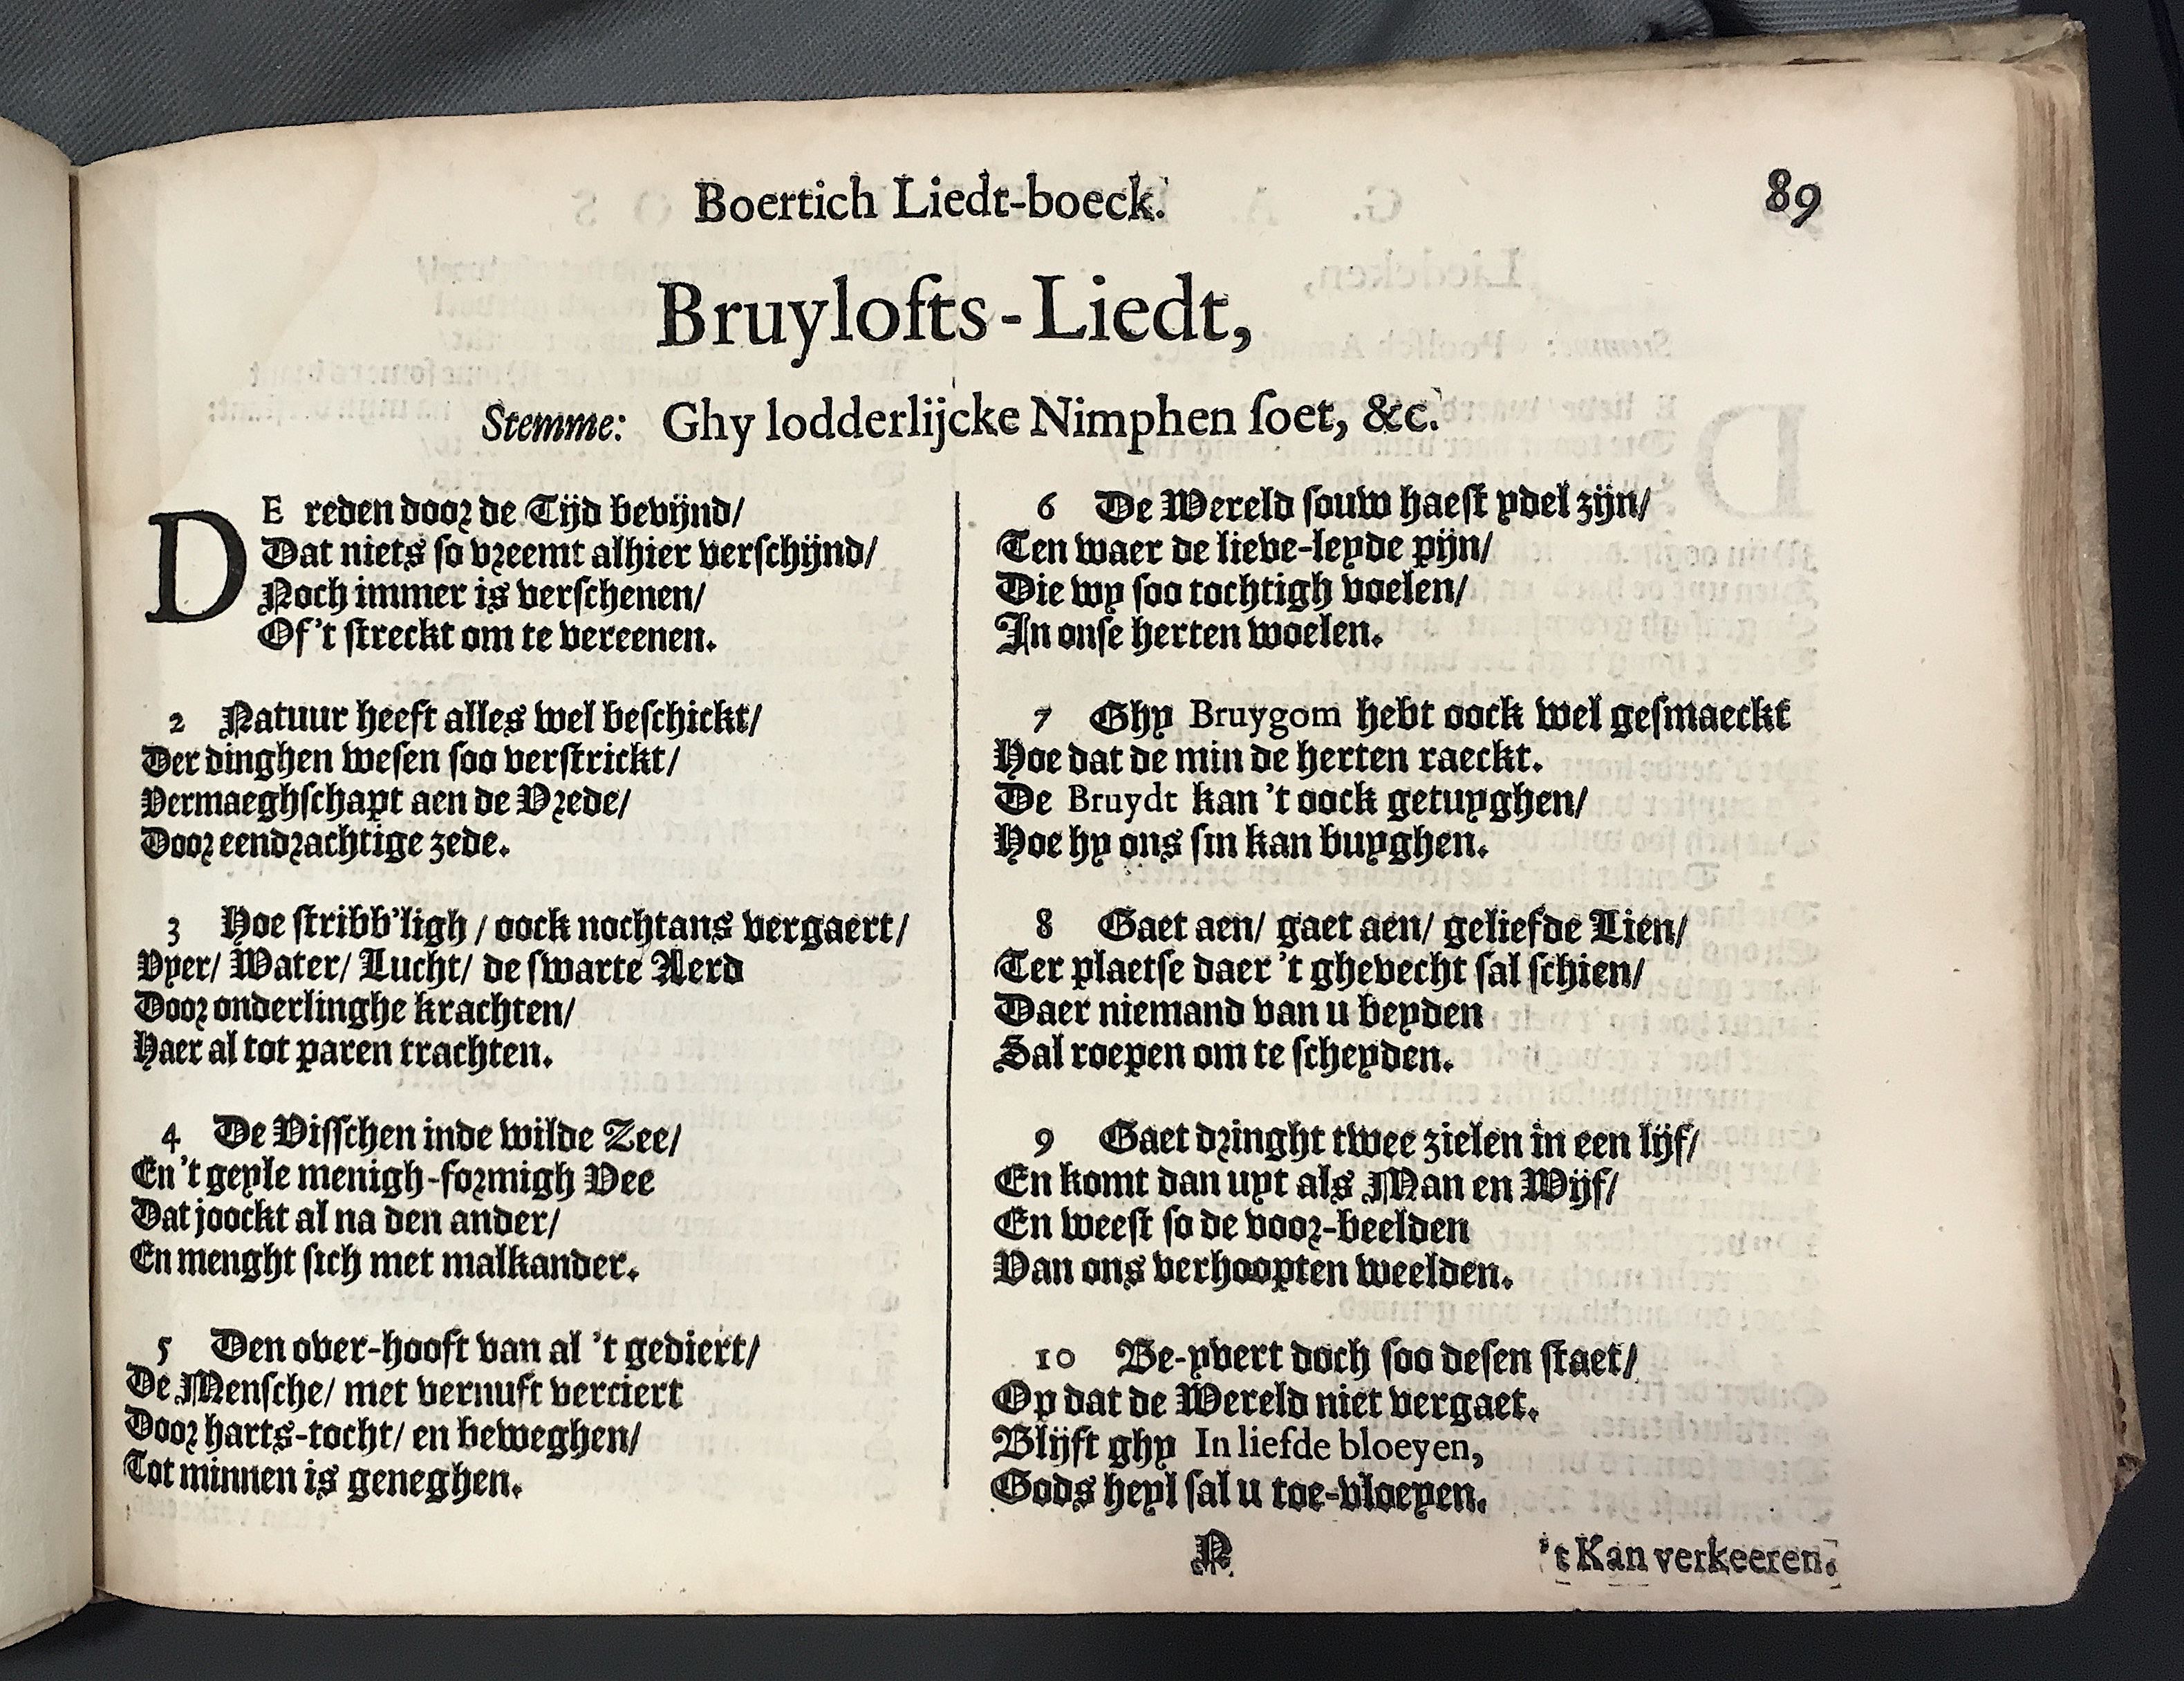 Boertich Liedt-boeck. 89
Bruylofts-Liedt,
Stemme: Ghy lodderlijcke Nimphen ſoet, &c.
DE reden door de Tijd bevijnd/
Dat niets ſo vreemt alhier verſchijnd/
Noch immer is verſchenen/
Of't ſtreckt om te vereenen.
2 Natuur heeft alles wel beſchickt/
Der dinghen weſen ſoo verſtrickt/
Vermaeghſchapt aen de Vrede/
Door eendrachtige zede.
3 Hoe ſtribb'ligh / oock nochtans vergaert/
Vyer/ Water/ Lucht/ de ſwarte Aerd
Door onderlinghe krachten/
Haer al tot paren trachten.
4 De Viſſchen inde wilde Zee/
En't geyle menigh-formigh Vee
Dat joockt al na den ander/
En menght ſich met malkander.
5 Den over-hooft van al 't gediert/
De Menſche/ met vernuft verciert
Door harts-tocht/ en beweghen/
Tot minnen is geneghen.
6 De Wereld ſouw haeſt ydel zijn/
Ten waer de lieve-leyde pijn/
Die wy ſoo tochtigh voelen/
In onſe herten woelen.
7 Ghy Bruygom hebt oock wel geſmaeckt
Hoe dat de min de herten raeckt.
De Bruydt kan 't oock getuyghen/
Hoe hy ons ſin kan buyghen.
8 Gaet aen/ gaet aen/ geliefde Lien/
Ter plaetſe daer 't ghevecht ſal ſchien/
Daer niemand van u beyden
Sal roepen om te ſcheyden.
9 Gaet dringht twee zielen in een lijf/
En komt dan uyt als Man en Wijf/
En weeſt ſo de voor-beelden
Van ons verhoopten weelden.
10 Be-yvert doch ſoo deſen ſtaet/
Op dat de Wereld niet vergaet.
Blijft ghy In liefde bloeyen,
Gods heyl ſal u toe-vloeyen.
N 't Kan verkeeren.